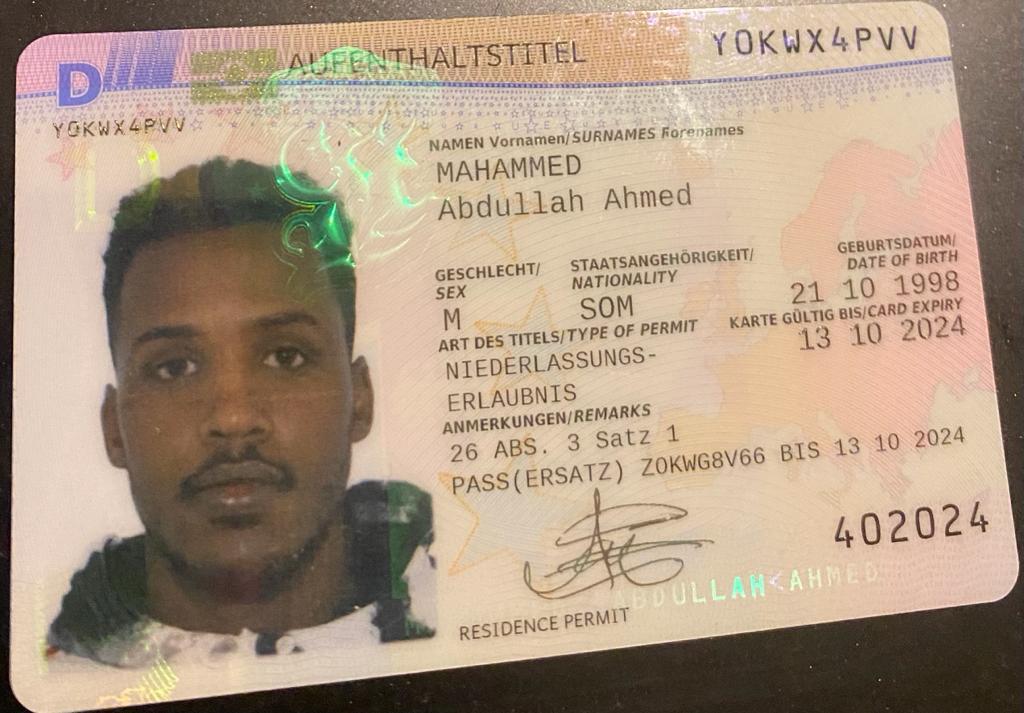 D
AUFENTHALTSTITEL
Y0KWX4PVV
Y0KWX4PVV
NAMEN Vornamen/SURNAMES Forenames
MAHAMMED
Abdullah Ahmed
GESCHLECHT/
SEX
STAATSANGEHÖRIGKEIT/
NATIONALITY
GEBURTSDATUM/
DATE OF BIRTH
M
SOM
21 10 1998
ART DES TITELS/TYPE OF PERMIT
KARTE GÜLTIG BIS/CARD EXPIRY
NIEDERLASSUNGS-
ERLAUBNIS
13 10 2024
ANMERKUNGEN/REMARKS
26 ABS. 3 Satz 1
PASS(ERSATZ) Z0KWG8V66 BIS 13 10 2024
402024
ABDULLAH<AHMED
RESIDENCE PERMIT